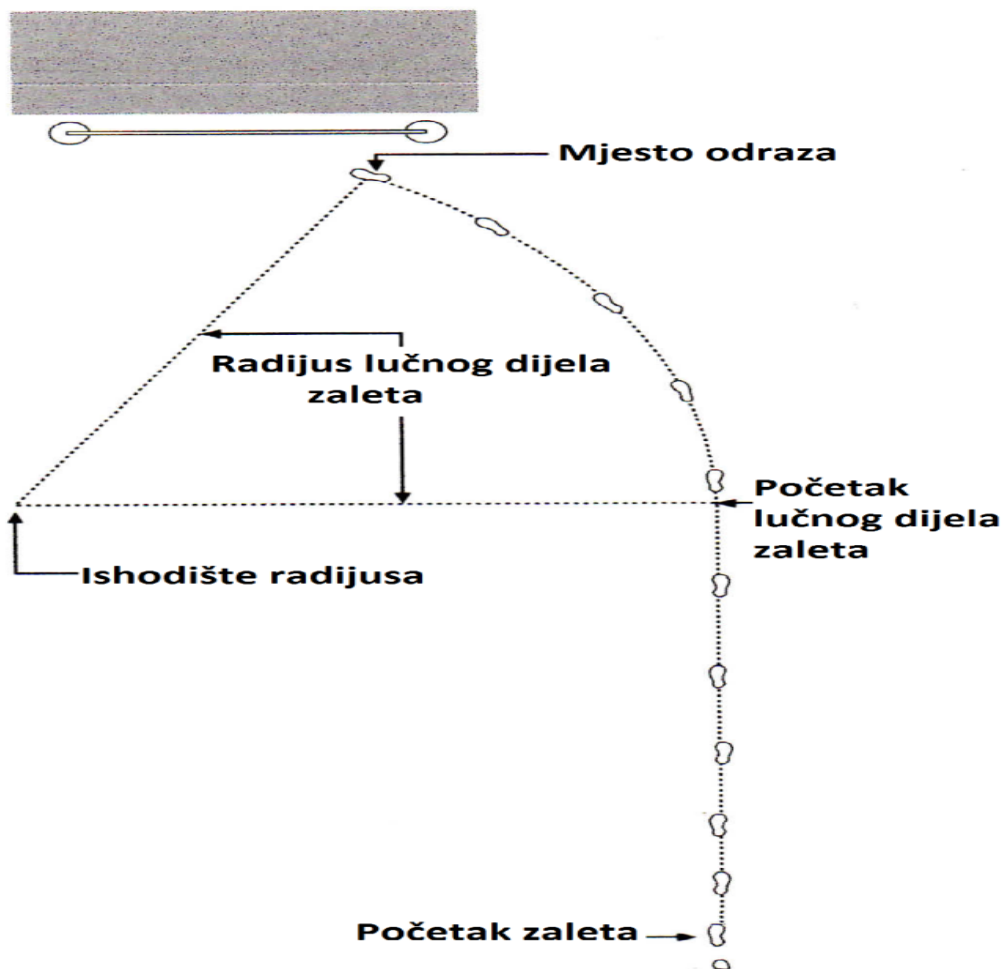 Mjesto odraza
Radijus lučnog dijela
zaleta
Početak
lučnog dijela
zaleta
Ishodište radijusa
Početak zaleta